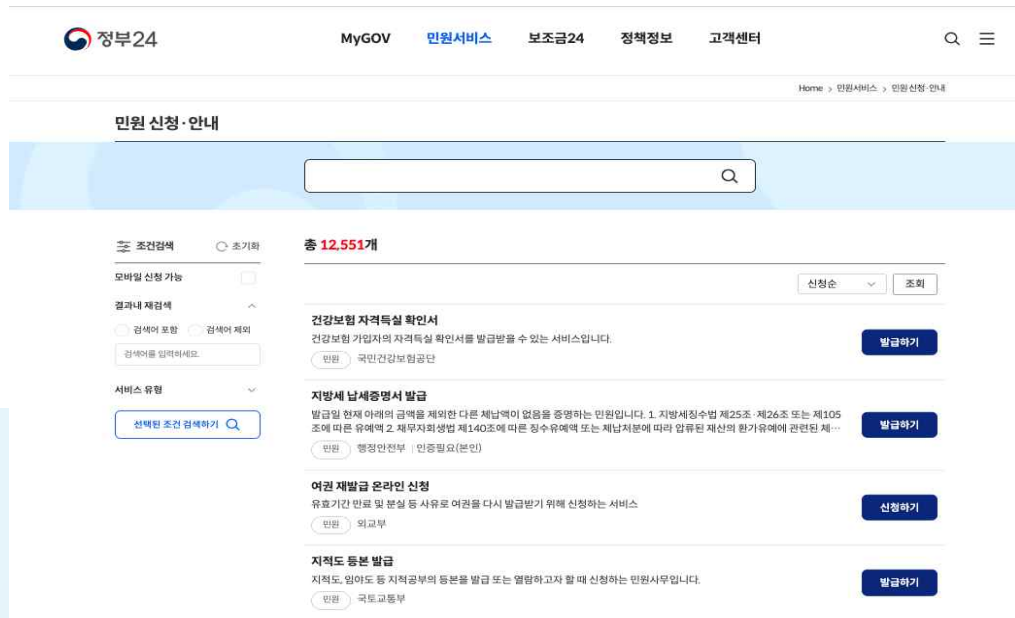 정부24
MyGOV 민원서비스 보조금24 정책정보 고객센터
Home > 민원서비스 > 민원신청·안내
민원 신청·안내
조건검색 초기화
모바일 신청 가능
결과내 재검색
검색어 포함 검색어 제외
검색어를 입력하세요.
서비스 유형
선택된 조건 검색하기
총 12,551개
신청순 조회
건강보험 자격득실 확인서
건강보험 가입자의 자격득실 확인서를 발급받을 수 있는 서비스입니다.
민원 국민건강보험공단
발급하기
지방세 납세증명서 발급
발급일 현재 아래의 금액을 제외한 다른 체납액이 없음을 증명하는 민원입니다. 1. 지방세징수법 제25조·제26조 또는 제105
조에 따른 유예액 2. 채무자회생법 제140조에 따른 징수유예액 또는 체납처분에 따라 압류된 재산의 환가유예에 관련된 체…
민원 행정안전부 | 인증필요(본인)
발급하기
여권 재발급 온라인 신청
유효기간 만료 및 분실 등 사유로 여권을 다시 발급받기 위해 신청하는 서비스
민원 외교부
신청하기
지적도 등본 발급
지적도, 임야도 등 지적공부의 등본을 발급 또는 열람하고자 할 때 신청하는 민원사무입니다.
민원 국토교통부
발급하기